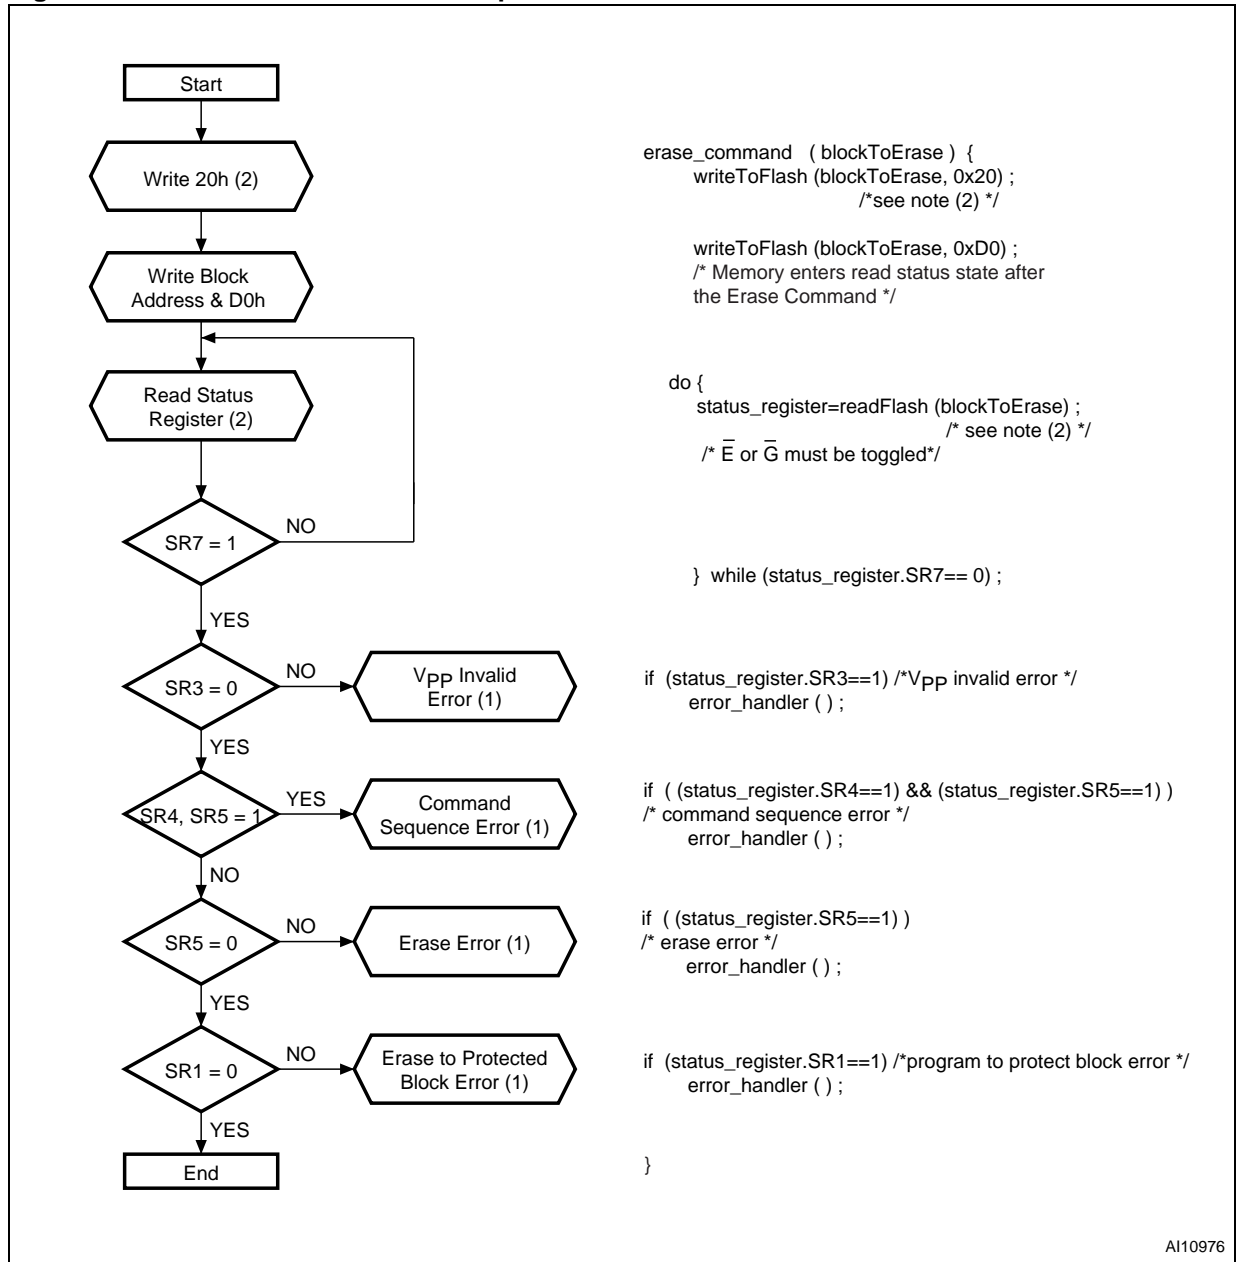 Start
Write 20h (2)
Write Block
Address & D0h
Read Status
Register (2)
SR7 = 1
NO
YES
SR3 = 0
NO
VPP Invalid
Error (1)
YES
SR4, SR5 = 1
YES
Command
Sequence Error (1)
NO
SR5 = 0
NO
Erase Error (1)
YES
SR1 = 0
NO
Erase to Protected
Block Error (1)
YES
End
erase_command ( blockToErase ) {
writeToFlash (blockToErase, 0x20) ;
/*see note (2) */
writeToFlash (blockToErase, 0xD0) ;
/* Memory enters read status state after
the Erase Command */
do {
status_register=readFlash (blockToErase) ;
/* see note (2) */
/* E̅ or G̅ must be toggled*/
} while (status_register.SR7== 0) ;
if (status_register.SR3==1) /*VPP invalid error */
error_handler ( ) ;
if ( (status_register.SR4==1) && (status_register.SR5==1) )
/* command sequence error */
error_handler ( ) ;
if ( (status_register.SR5==1) )
/* erase error */
error_handler ( ) ;
if (status_register.SR1==1) /*program to protect block error */
error_handler ( ) ;
}
AI10976